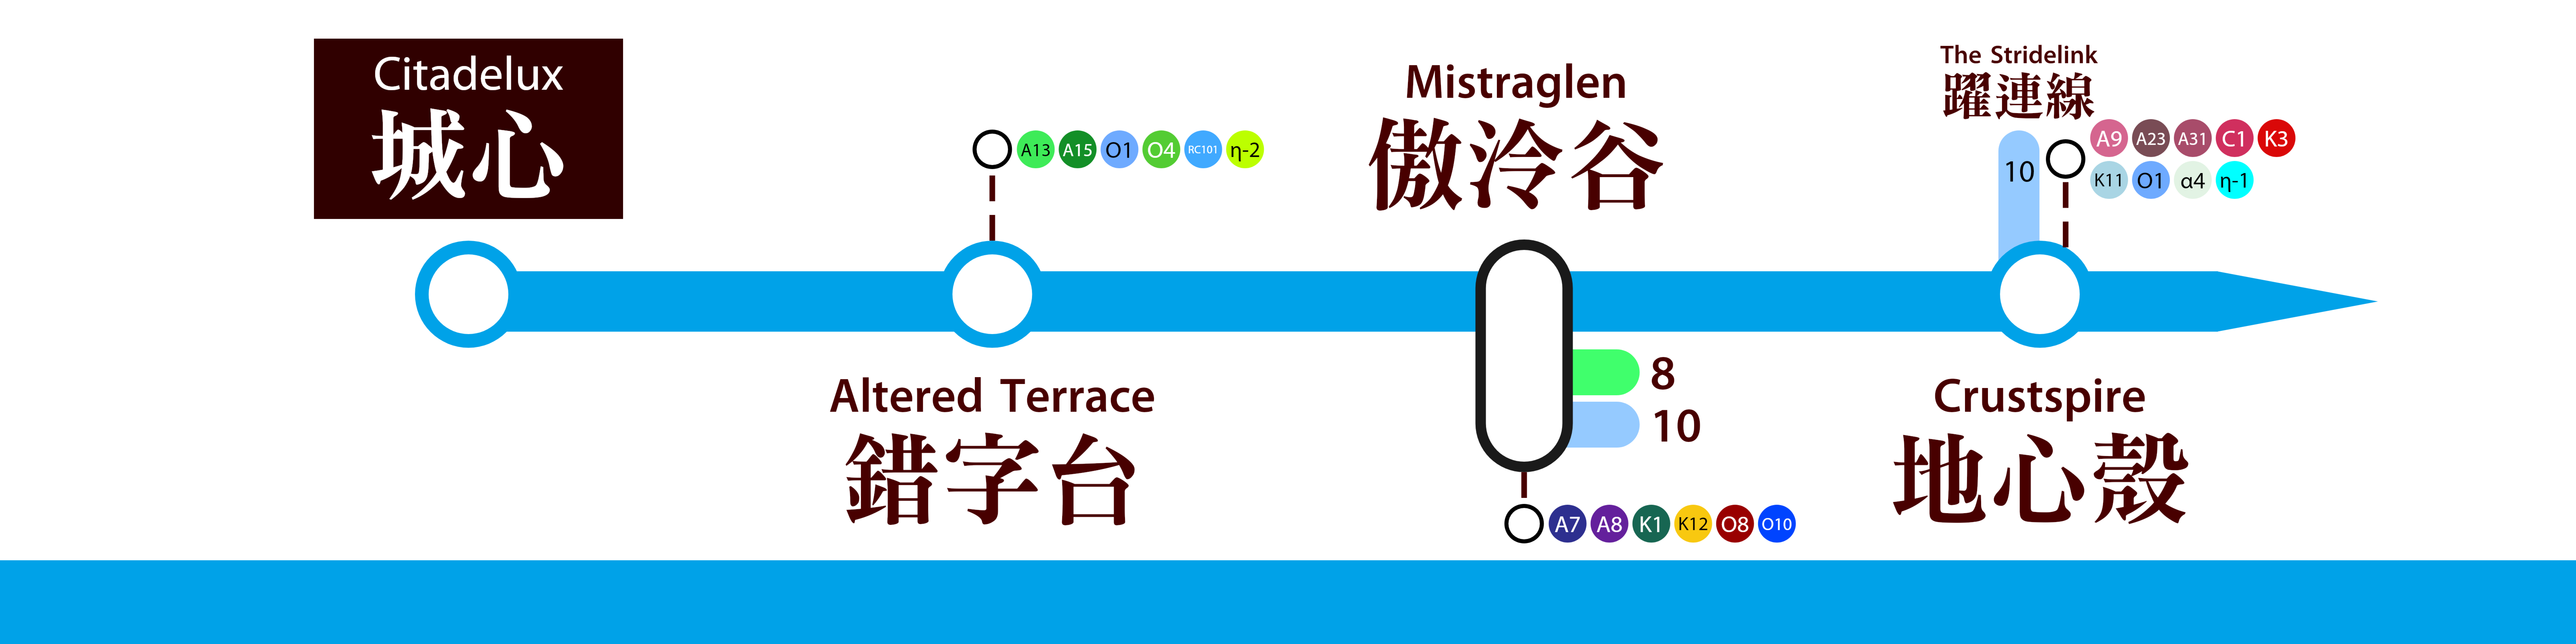 Citadelux
城心
A13 A15 O1 O4 RC101 η-2
Altered Terrace
錯字台
Mistraglen
傲泠谷
8
10
A7 A8 K1 K12 O8 O10
The Stridelink
躍連線
10
A9 A23 A31 C1 K3
K11 O1 α4 η-1
Crustspire
地心殼